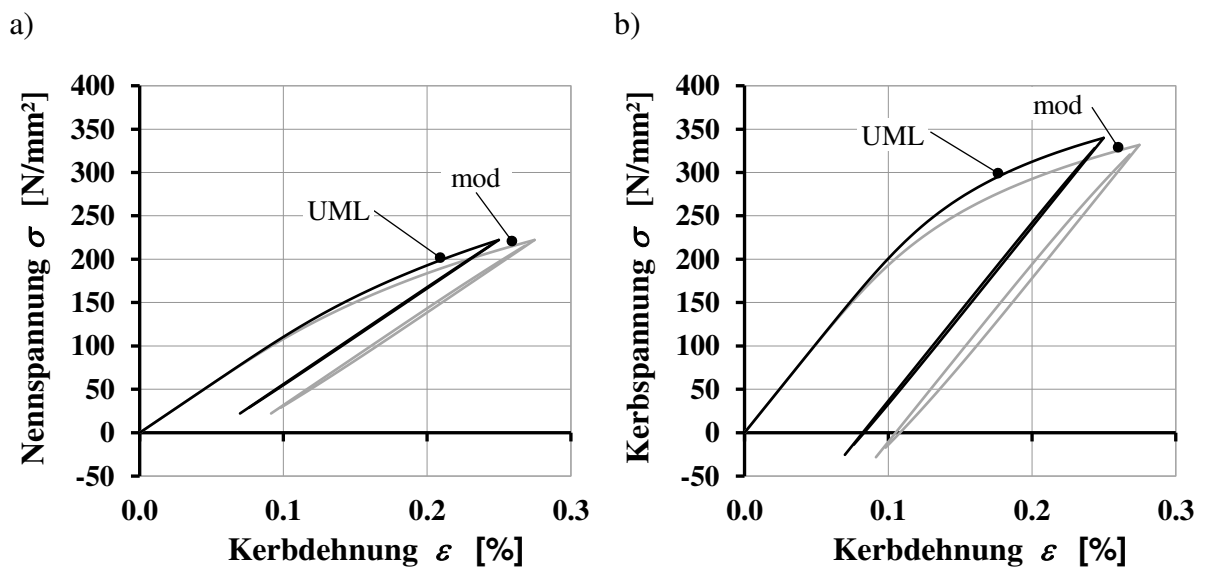 a)
Nennspannung σ [N/mm²]
400
350
300
250
200
150
100
50
0
-50
UML
mod
0.0 0.1 0.2 0.3
Kerbdehnung ε [%]
b)
Kerbspannung σ [N/mm²]
400
350
300
250
200
150
100
50
0
-50
UML
mod
0.0 0.1 0.2 0.3
Kerbdehnung ε [%]